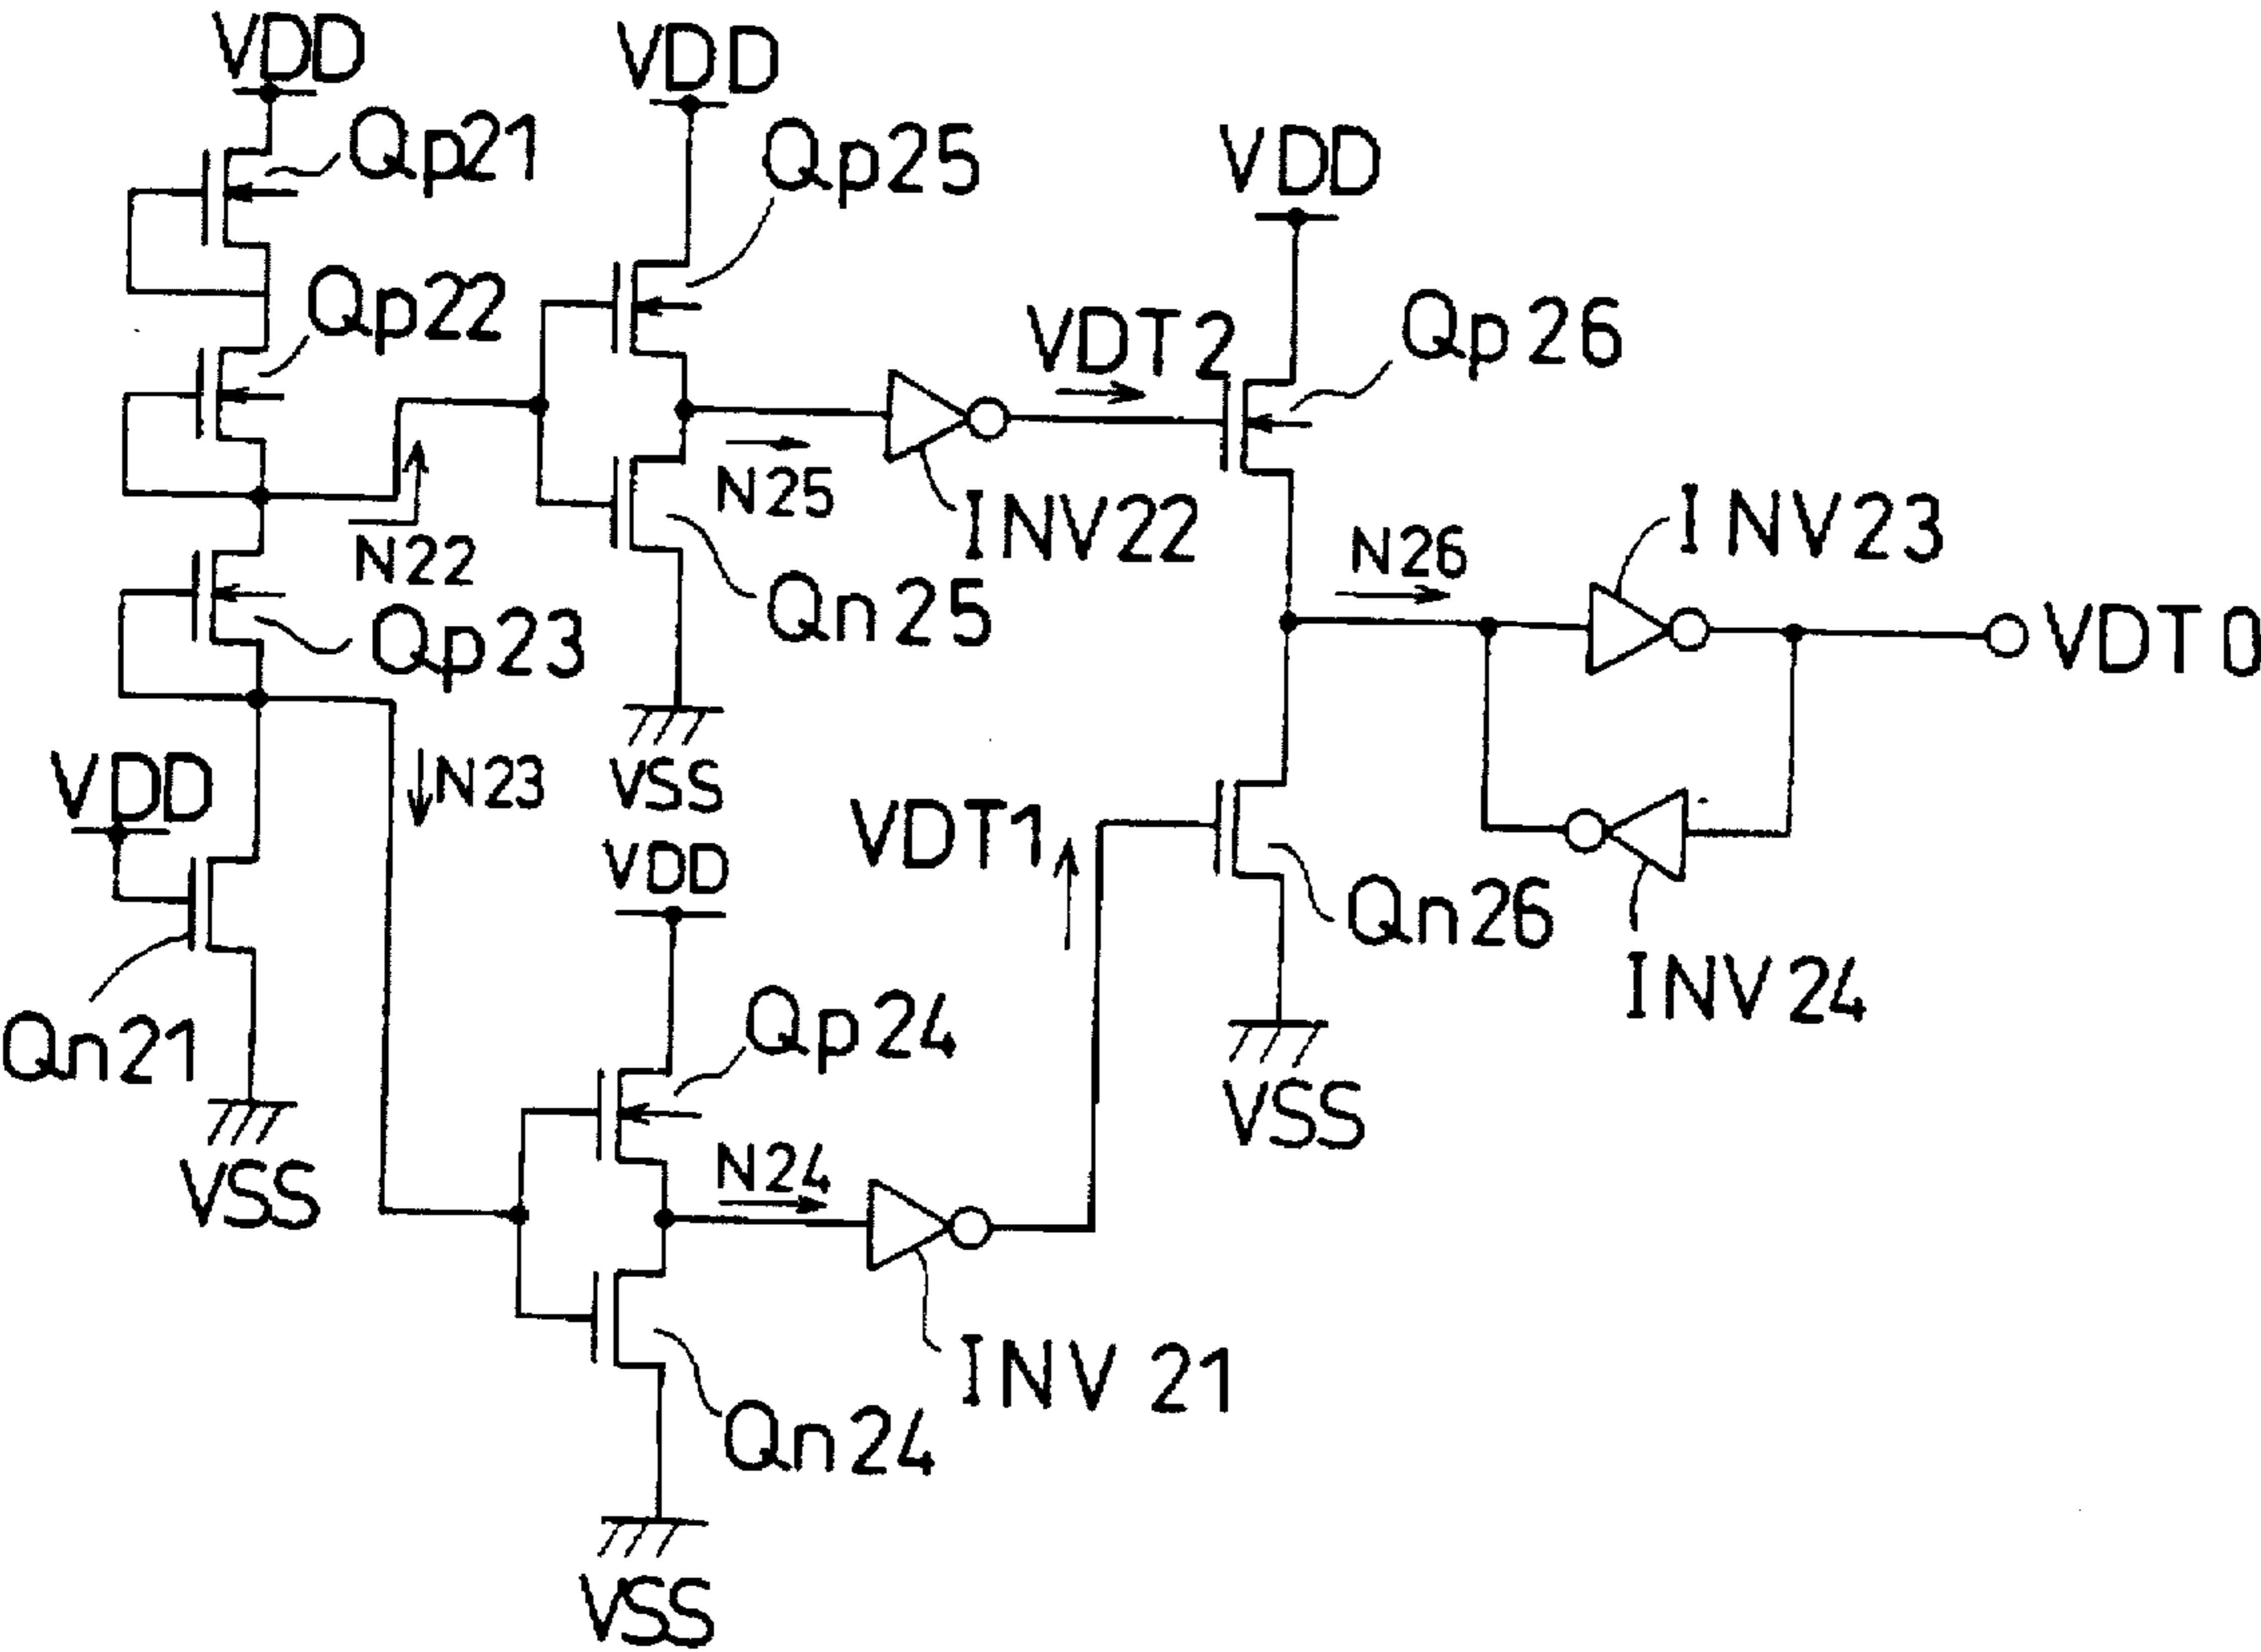 VDD
VDD
Qp21
Qp25
VDD
Qp22
VDT2
Qp26
N25
INV22
N22
INV23
N26
Qp23
Qn25
VDT0
VDD
N23
VSS
VDT1
VDD
Qn26
INV24
Qp24
Qn21
VSS
N24
VSS
INV21
Qn24
VSS